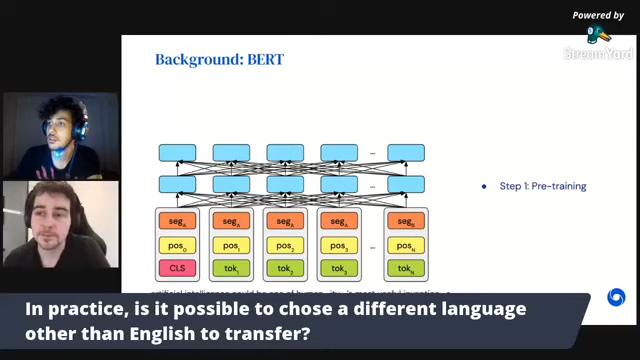 Powered by
StreamYard
Background: BERT
...
...
seg_A seg_A seg_A seg_A seg_B
pos_0 pos_1 pos_2 pos_3 ... pos_N
CLS tok_1 tok_2 tok_3 tok_N
Step 1: Pre-training
In practice, is it possible to chose a different language
other than English to transfer?